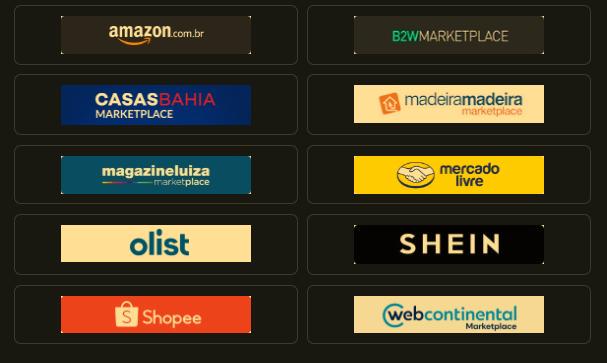 amazon.com.br
B2WMARKETPLACE
CASASBAHIA
MARKETPLACE
madeiramadeira
marketplace
magazineluiza
marketplace
mercado
livre
olist
SHEIN
S Shopee
webcontinental
Marketplace